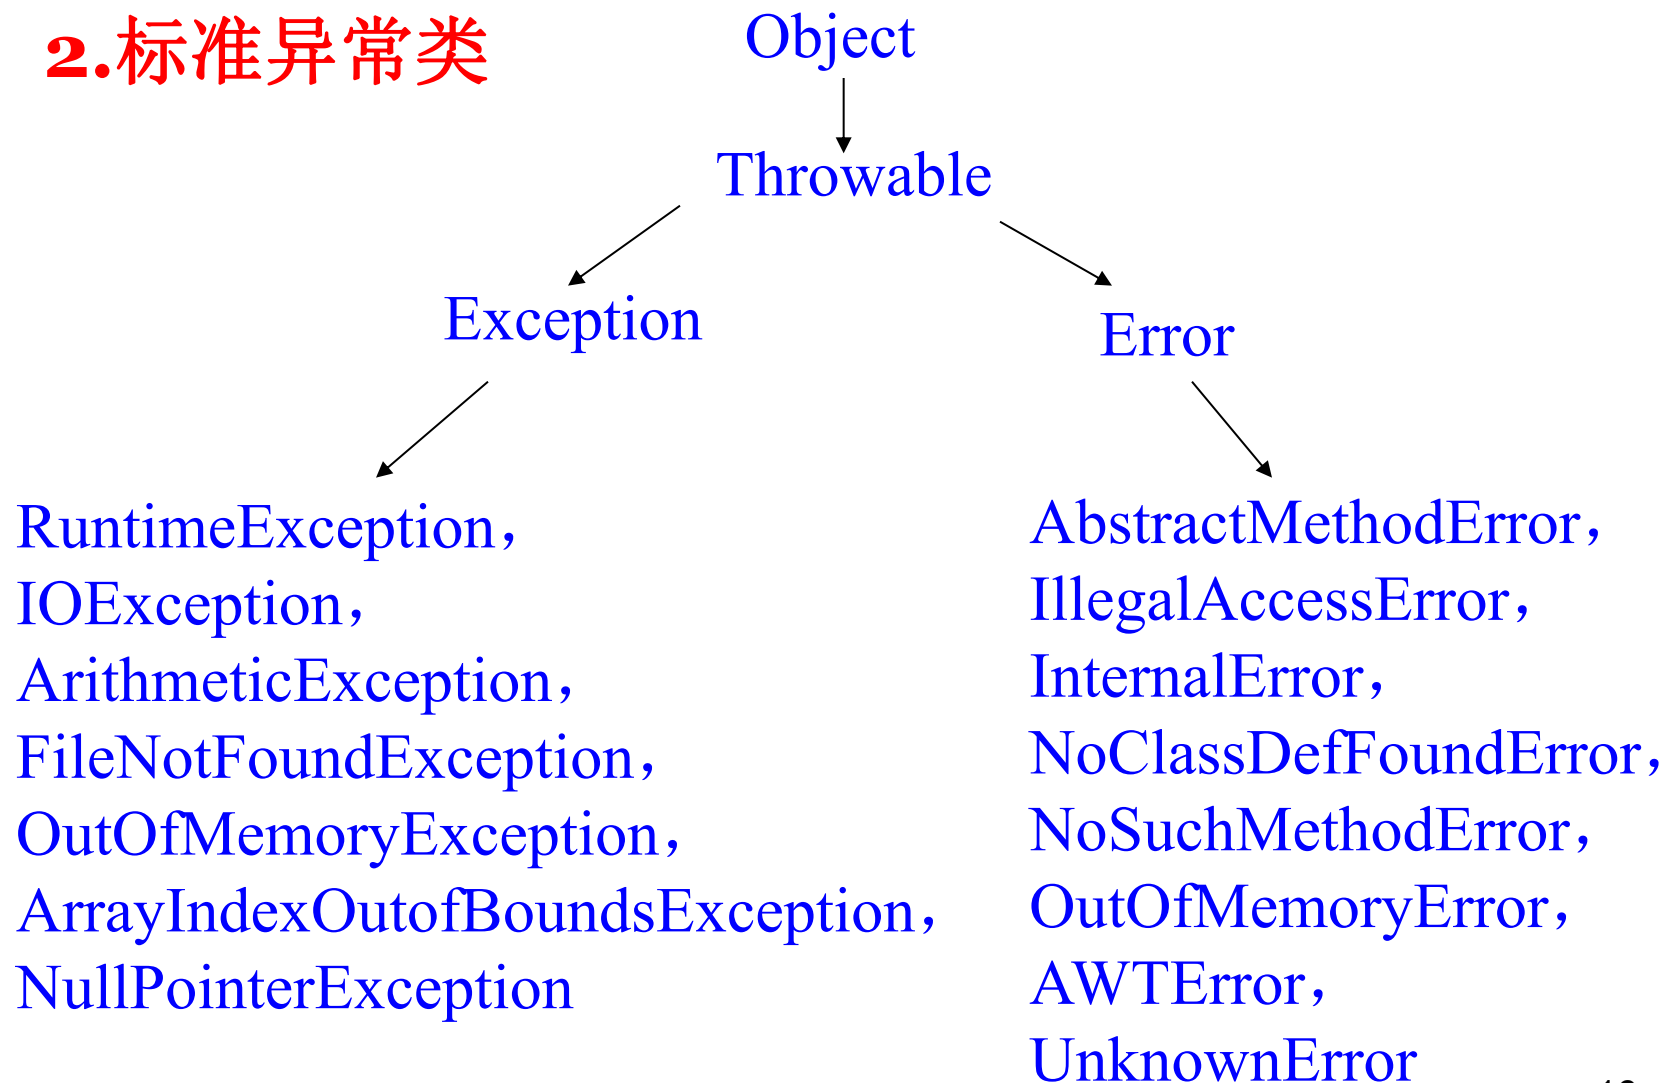 2.标准异常类
Object
Throwable
Exception
Error
RuntimeException，
IOException，
ArithmeticException，
FileNotFoundException，
OutOfMemoryException，
ArrayIndexOutofBoundsException，
NullPointerException
AbstractMethodError，
IllegalAccessError，
InternalError，
NoClassDefFoundError，
NoSuchMethodError，
OutOfMemoryError，
AWTError，
UnknownError